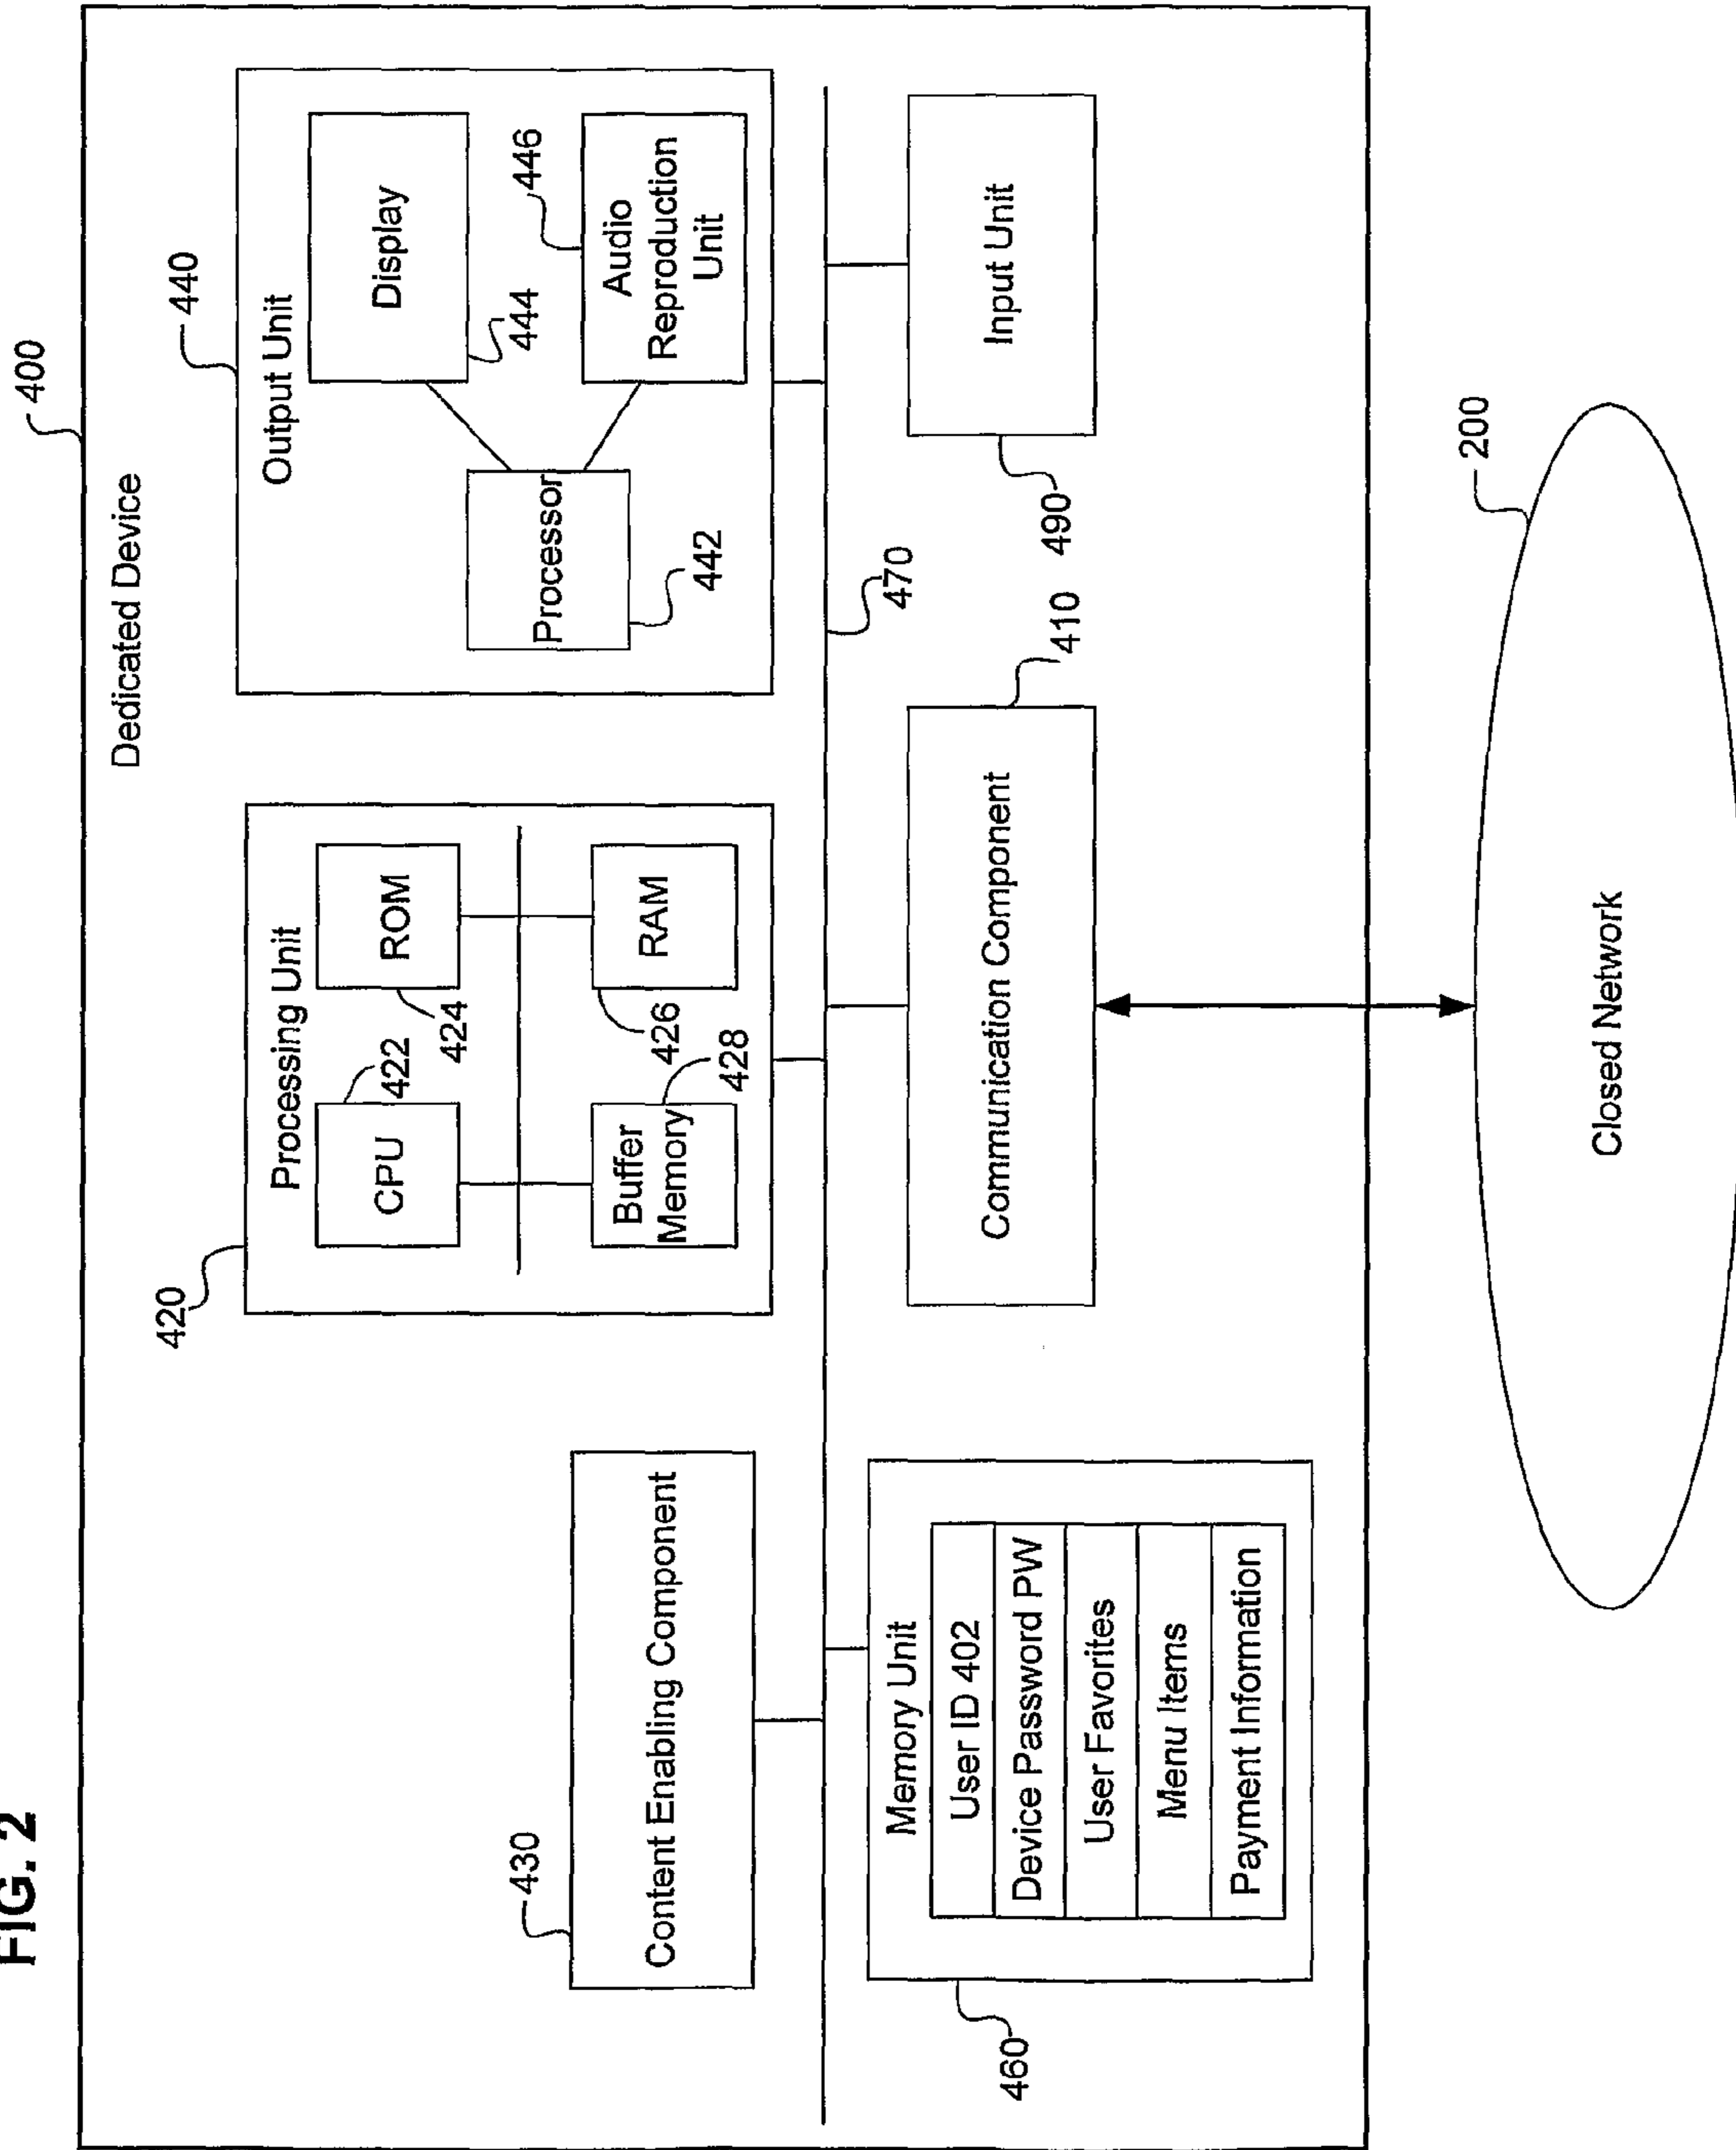 FIG. 2
400
Dedicated Device
420
Processing Unit
CPU
422
ROM
424
Buffer
Memory
428
RAM
426
440
Output Unit
Processor
442
Display
444
Audio
Reproduction
Unit
446
430
Content Enabling Component
470
Memory Unit
User ID 402
Device Password PW
User Favorites
Menu Items
Payment Information
460
Communication Component
410
Input Unit
490
200
Closed Network